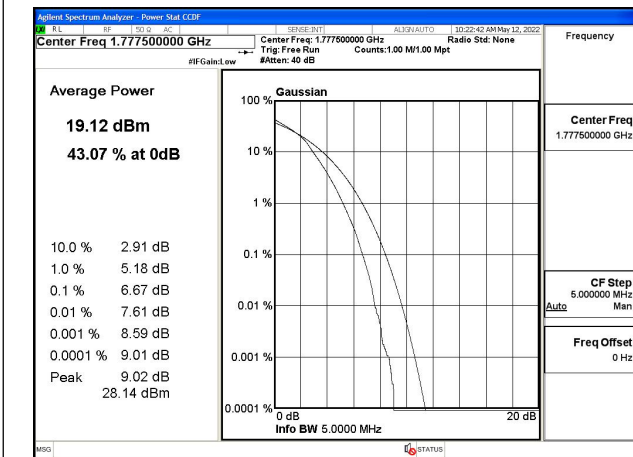 Agilent Spectrum Analyzer - Power Stat CCDF
RL RF 50 Ω AC SENSE:INT ALIGN AUTO 10:22:42 AM May 12, 2022
Center Freq 1.777500000 GHz
Center Freq: 1.777500000 GHz Radio Std: None
Trig: Free Run Counts:1.00 M/1.00 Mpt
#IFGain:Low #Atten: 40 dB
Frequency
Average Power
19.12 dBm
43.07 % at 0dB
10.0 % 2.91 dB
1.0 % 5.18 dB
0.1 % 6.67 dB
0.01 % 7.61 dB
0.001 % 8.59 dB
0.0001 % 9.01 dB
Peak 9.02 dB
28.14 dBm
Gaussian
100 %
10 %
1 %
0.1 %
0.01 %
0.001 %
0.0001 %
0 dB 20 dB
Info BW 5.0000 MHz
Center Freq
1.777500000 GHz
CF Step
5.000000 MHz
Auto Man
Freq Offset
0 Hz
MSG STATUS